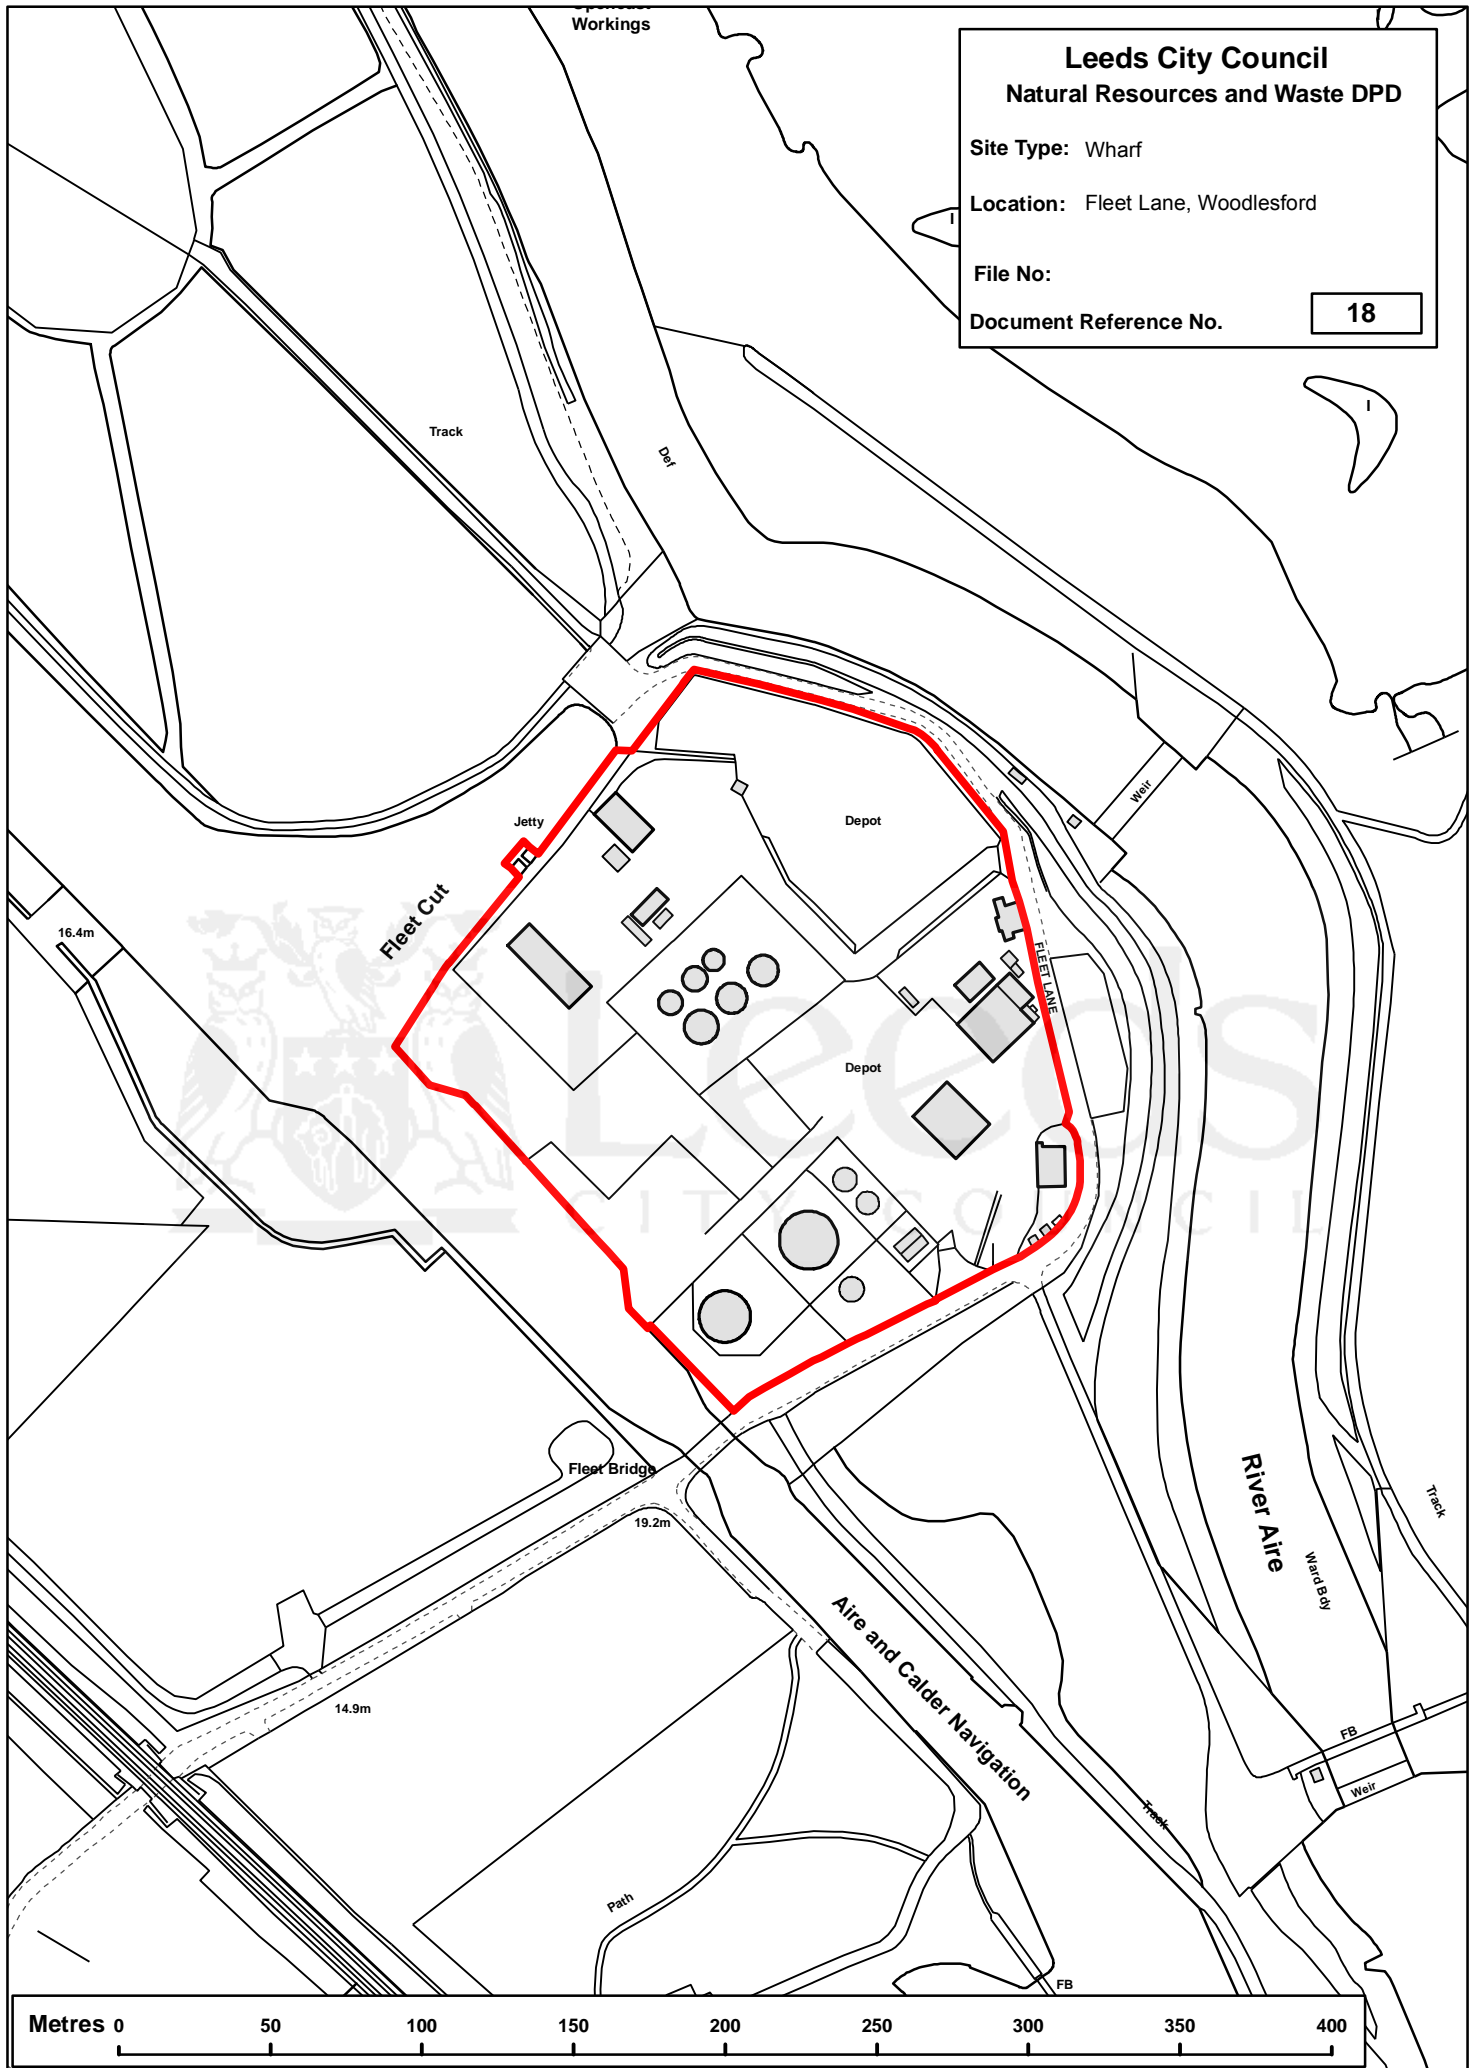 Workings
Leeds City Council
Natural Resources and Waste DPD
Site Type: Wharf
Location: Fleet Lane, Woodlesford
File No:
Document Reference No. 18
I
I
Track
Def
Weir
Jetty
Depot
Fleet Cut
16.4m
FLEET LANE
Depot
Leeds
CITY COUNCIL
Fleet Bridge
19.2m
River Aire
Track
Ward Bdy
Aire and Calder Navigation
14.9m
FB
Weir
Track
Path
FB
Metres 0 50 100 150 200 250 300 350 400